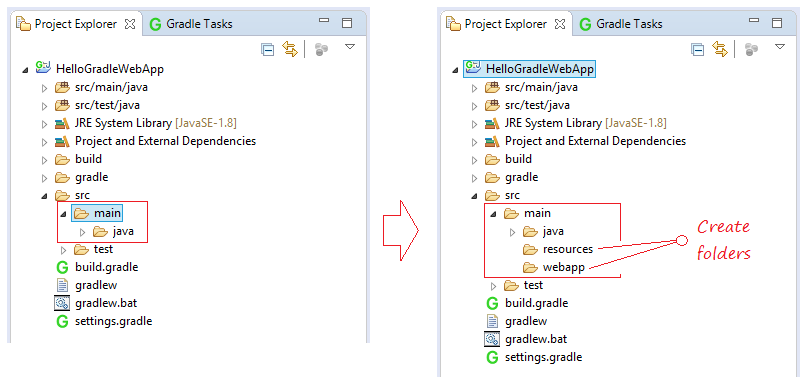 Project Explorer
Gradle Tasks
HelloGradleWebApp
src/main/java
src/test/java
JRE System Library [JavaSE-1.8]
Project and External Dependencies
build
gradle
src
main
java
test
build.gradle
gradlew
gradlew.bat
settings.gradle
Project Explorer
Gradle Tasks
HelloGradleWebApp
src/main/java
src/test/java
JRE System Library [JavaSE-1.8]
Project and External Dependencies
build
gradle
src
main
java
resources
webapp
test
build.gradle
gradlew
gradlew.bat
settings.gradle
Create
folders